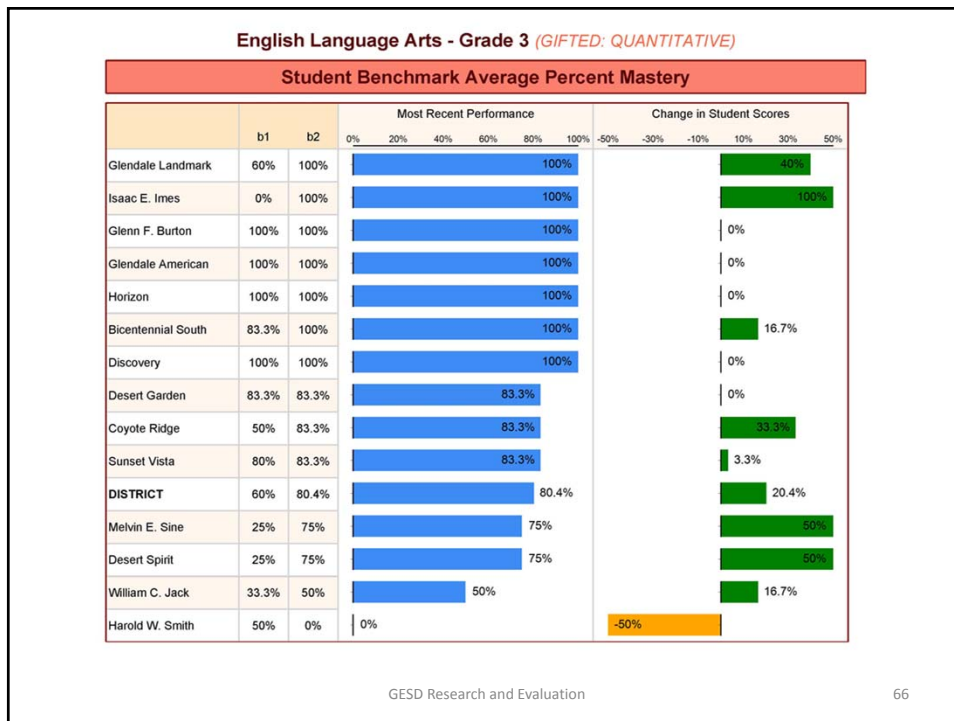 English Language Arts - Grade 3 (GIFTED: QUANTITATIVE)
Student Benchmark Average Percent Mastery
Most Recent Performance Change in Student Scores
b1 b2 0% 20% 40% 60% 80% 100% -50% -30% -10% 10% 30% 50%
Glendale Landmark 60% 100% 100% 40%
Isaac E. Imes 0% 100% 100% 100%
Glenn F. Burton 100% 100% 100% 0%
Glendale American 100% 100% 100% 0%
Horizon 100% 100% 100% 0%
Bicentennial South 83.3% 100% 100% 16.7%
Discovery 100% 100% 100% 0%
Desert Garden 83.3% 83.3% 83.3% 0%
Coyote Ridge 50% 83.3% 83.3% 33.3%
Sunset Vista 80% 83.3% 83.3% 3.3%
DISTRICT 60% 80.4% 80.4% 20.4%
Melvin E. Sine 25% 75% 75% 50%
Desert Spirit 25% 75% 75% 50%
William C. Jack 33.3% 50% 50% 16.7%
Harold W. Smith 50% 0% 0% -50%
GESD Research and Evaluation 66